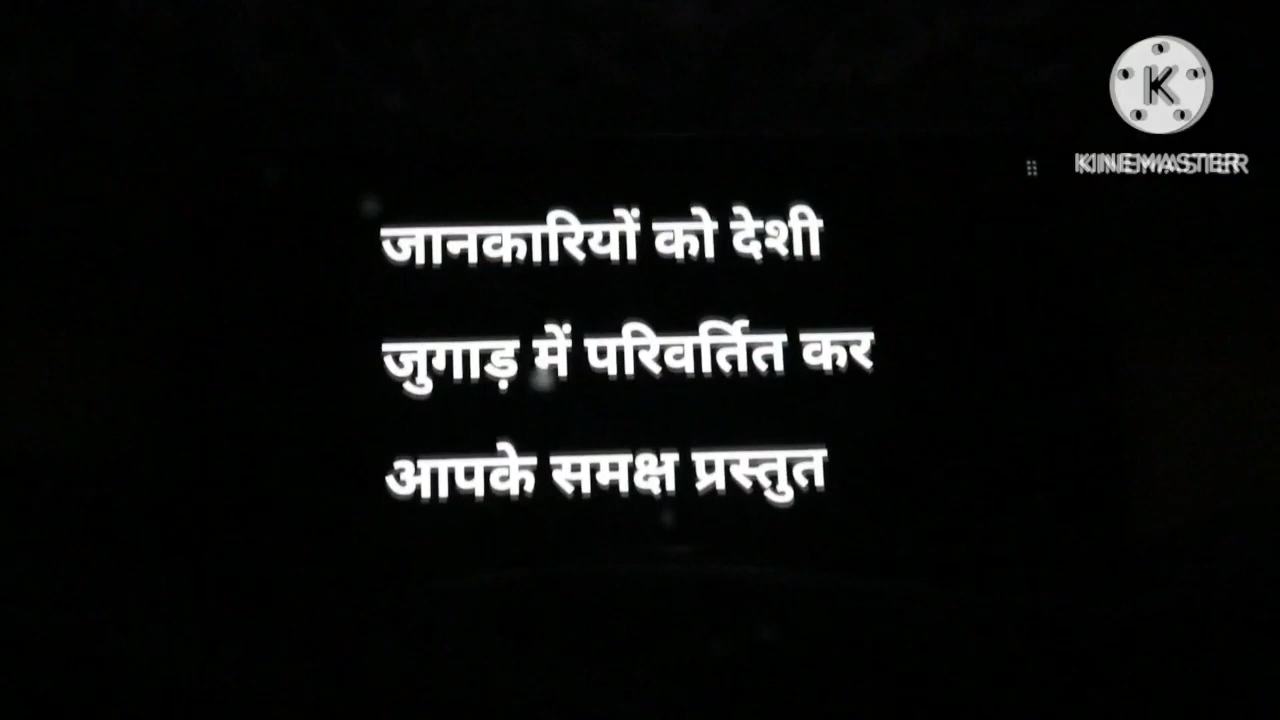 KINEMASTER
जानकारियों को देशी
जुगाड़ में परिवर्तित कर
आपके समक्ष प्रस्तुत